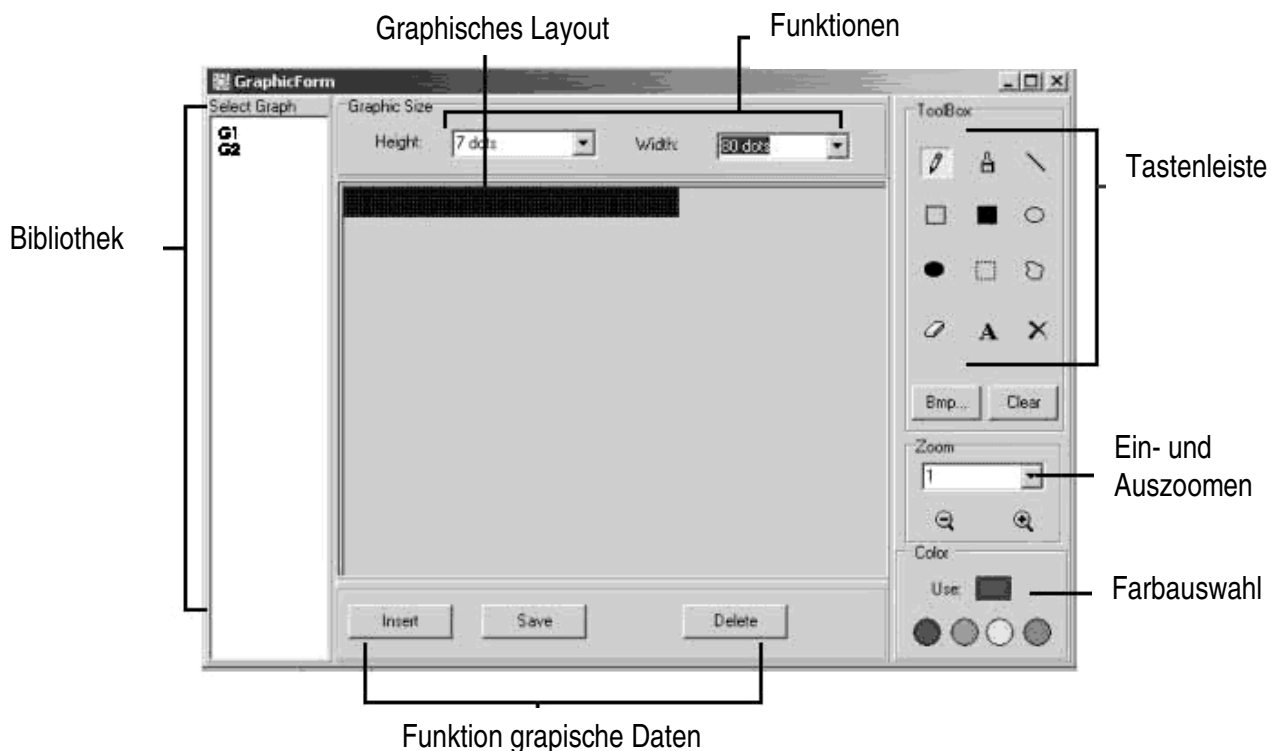 Graphisches Layout
Funktionen
GraphicForm
Select Graph
G1
G2
Graphic Size
Height:
7 dots
Width:
80 dots
ToolBox
Tastenleiste
Bibliothek
A
Bmp...
Clear
Zoom
1
Ein- und
Auszoomen
Color
Use:
Farbauswahl
Insert
Save
Delete
Funktion grapische Daten